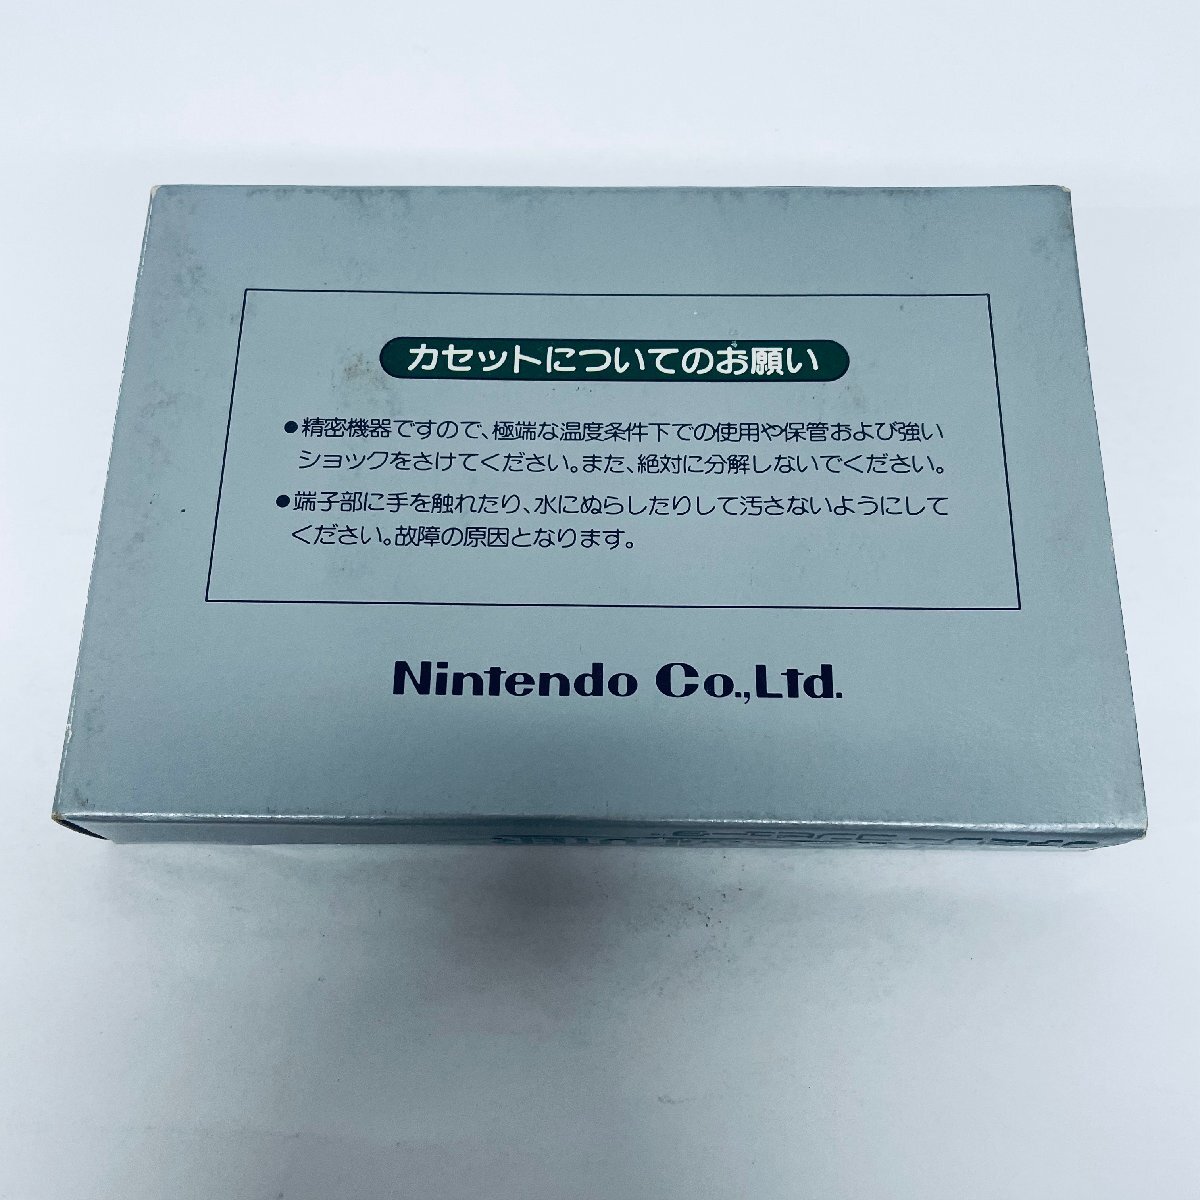 カセットについてのお願い
●精密機器ですので、極端な温度条件下での使用や保管および強い
ショックをさけてください。また、絶対に分解しないでください。
●端子部に手を触れたり、水にぬらしたりして汚さないようにして
ください。故障の原因となります。
Nintendo Co.,Ltd.